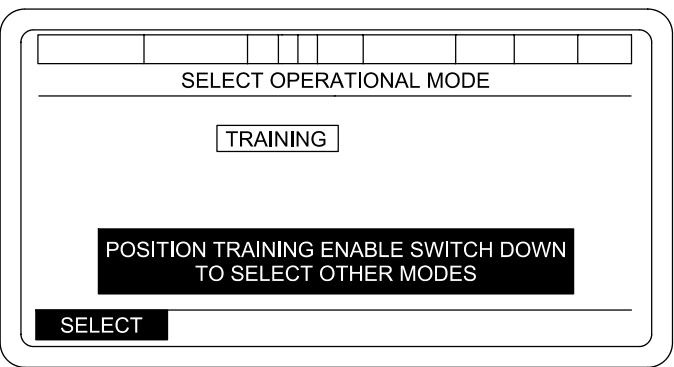 SELECT OPERATIONAL MODE
TRAINING
POSITION TRAINING ENABLE SWITCH DOWN
TO SELECT OTHER MODES
SELECT